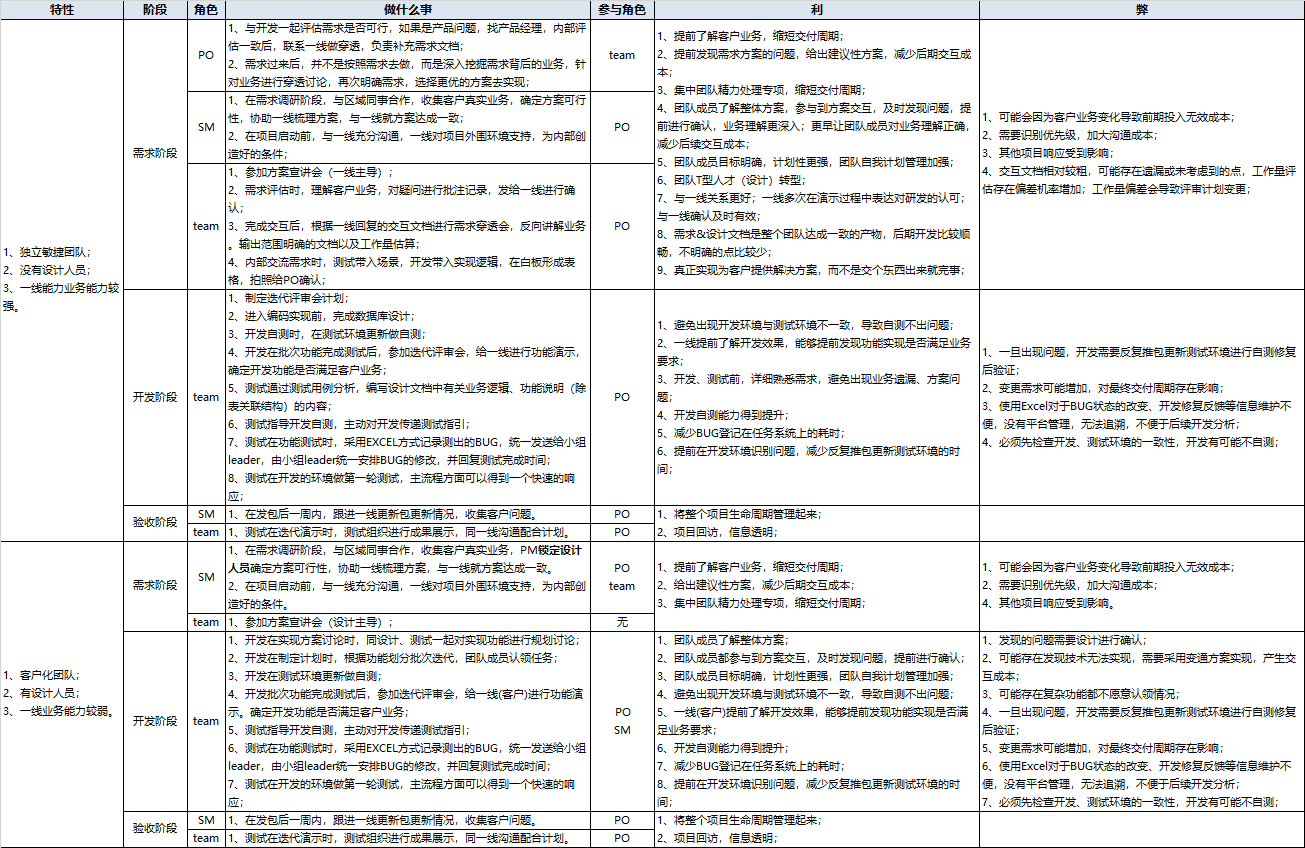 特性 阶段 角色 做什么事 参与角色 利 弊
1、独立敏捷团队；
2、没有设计人员；
3、一线能力业务能力较
强。
需求阶段
PO
1、与开发一起评估需求是否可行，如果是产品问题，找产品经理，内部评
估一致后，联系一线做穿透，负责补充需求文档；
2、需求过来后，并不是按照需求去做，而是深入挖掘需求背后的业务，针
对业务进行穿透讨论，再次明确需求，选择更优的方案去实现；
team
SM
1、在需求调研阶段，与区域同事合作，收集客户真实业务，确定方案可行
性，协助一线梳理方案，与一线就方案达成一致；
2、在项目启动前，与一线充分沟通，一线对项目外围环境支持，为内部创
造好的条件；
PO
team
1、参加方案宣讲会（一线主导）；
2、需求评估时，理解客户业务，对疑问进行批注记录，发给一线进行确
认；
3、完成交互后，根据一线回复的交互文档进行需求穿透会，反向讲解业务
。输出范围明确的文档以及工作量估算；
4、内部交流需求时，测试带入场景，开发带入实现逻辑，在白板形成表
格，拍照给PO确认；
PO
1、提前了解客户业务，缩短交付周期；
2、提前发现需求方案的问题，给出建议性方案，减少后期交互成
本；
3、集中团队精力处理专项，缩短交付周期；
4、团队成员了解整体方案，参与到方案交互，及时发现问题，提
前进行确认，业务理解更深入；更早让团队成员对业务理解正确，
减少后续交互成本；
5、团队成员目标明确，计划性更强，团队自我计划管理加强；
6、团队T型人才（设计）转型；
7、与一线关系更好；一线多次在演示过程中表达对研发的认可；
与一线确认及时有效；
8、需求&设计文档是整个团队达成一致的产物，后期开发比较顺
畅，不明确的点比较少；
9、真正实现为客户提供解决方案，而不是交个东西出来就完事；
1、可能会因为客户业务变化导致前期投入无效成本；
2、需要识别优先级，加大沟通成本；
3、其他项目响应受到影响；
4、交互文档相对较粗，可能存在遗漏或未考虑到的点，工作量评
估存在偏差机率增加；工作量偏差会导致评审计划变更；
开发阶段
team
1、制定迭代评审会计划；
2、进入编码实现前，完成数据库设计；
3、开发自测时，在测试环境更新做自测；
4、开发在批次功能完成测试后，参加迭代评审会，给一线进行功能演示，
确定开发功能是否满足客户业务；
5、测试通过测试用例分析，编写设计文档中有关业务逻辑、功能说明（除
表关联结构）的内容；
6、测试指导开发自测，主动对开发传递测试指引；
7、测试在功能测试时，采用EXCEL方式记录测出的BUG，统一发送给小组
leader，由小组leader统一安排BUG的修改，并回复测试完成时间；
8、测试在开发的环境做第一轮测试，主流程方面可以得到一个快速的响
应；
PO
1、避免出现开发环境与测试环境不一致，导致自测不出问题；
2、一线提前了解开发效果，能够提前发现功能实现是否满足业务
要求；
3、开发、测试前，详细熟悉需求，避免出现业务遗漏、方案问
题；
4、开发自测能力得到提升；
5、减少BUG登记在任务系统上的耗时；
6、提前在开发环境识别问题，减少反复推包更新测试环境的时
间；
1、一旦出现问题，开发需要反复推包更新测试环境进行自测修复
后验证；
2、变更需求可能增加，对最终交付周期存在影响；
3、使用Excel对于BUG状态的改变、开发修复反馈等信息维护不
便，没有平台管理，无法追溯，不便于后续开发分析；
4、必须先检查开发、测试环境的一致性，开发有可能不自测；
验收阶段
SM
1、在发包后一周内，跟进一线更新包更新情况，收集客户问题。
PO
team
1、测试在迭代演示时，测试组织进行成果展示，同一线沟通配合计划。
PO
1、将整个项目生命周期管理起来；
2、项目回访，信息透明；
1、客户化团队；
2、有设计人员；
3、一线业务能力较弱。
需求阶段
SM
1、在需求调研阶段，与区域同事合作，收集客户真实业务，PM锁定设计
人员确定方案可行性，协助一线梳理方案，与一线就方案达成一致。
2、在项目启动前，与一线充分沟通，一线对项目外围环境支持，为内部创
造好的条件。
PO
team
team
1、参加方案宣讲会（设计主导）；
无
1、提前了解客户业务，缩短交付周期；
2、给出建议性方案，减少后期交互成本；
3、集中团队精力处理专项，缩短交付周期；
1、可能会因为客户业务变化导致前期投入无效成本；
2、需要识别优先级，加大沟通成本；
4、其他项目响应受到影响。
开发阶段
team
1、开发在实现方案讨论时，同设计、测试一起对实现功能进行规划讨论；
2、开发在制定计划时，根据功能划分批次迭代，团队成员认领任务；
3、开发在测试环境更新做自测；
4、开发批次功能完成测试后，参加迭代评审会，给一线(客户)进行功能演
示。确定开发功能是否满足客户业务；
5、测试指导开发自测，主动对开发传递测试指引；
6、测试在功能测试时，采用EXCEL方式记录测出的BUG，统一发送给小组
leader，由小组leader统一安排BUG的修改，并回复测试完成时间；
7、测试在开发的环境做第一轮测试，主流程方面可以得到一个快速的响
应；
PO
SM
1、团队成员了解整体方案；
2、团队成员都参与到方案交互，及时发现问题，提前进行确认；
3、团队成员目标明确，计划性更强，团队自我计划管理加强；
4、避免出现开发环境与测试环境不一致，导致自测不出问题；
5、一线(客户)提前了解开发效果，能够提前发现功能实现是否满
足业务要求；
6、开发自测能力得到提升；
7、减少BUG登记在任务系统上的耗时；
8、提前在开发环境识别问题，减少反复推包更新测试环境的时
间；
1、发现的问题需要设计进行确认；
2、可能存在发现技术无法实现，需要采用变通方案实现，产生交
互成本；
3、可能存在复杂功能都不愿意认领情况；
4、一旦出现问题，开发需要反复推包更新测试环境进行自测修复
后验证；
5、变更需求可能增加，对最终交付周期存在影响；
6、使用Excel对于BUG状态的改变、开发修复反馈等信息维护不
便，没有平台管理，无法追溯，不便于后续开发分析；
7、必须先检查开发、测试环境的一致性，开发有可能不自测；
验收阶段
SM
1、在发包后一周内，跟进一线更新包更新情况，收集客户问题。
PO
team
1、测试在迭代演示时，测试组织进行成果展示，同一线沟通配合计划。
PO
1、将整个项目生命周期管理起来；
2、项目回访，信息透明；